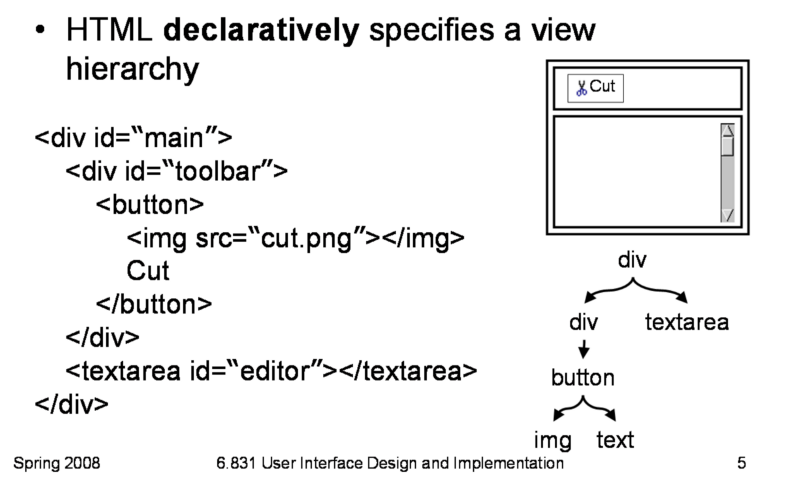 • HTML declaratively specifies a view
hierarchy
<div id="main">
<div id="toolbar">
<button>
<img src="cut.png"></img>
Cut
</button>
</div>
<textarea id="editor"></textarea>
</div>
Cut
div
div textarea
button
img text
Spring 2008 6.831 User Interface Design and Implementation 5